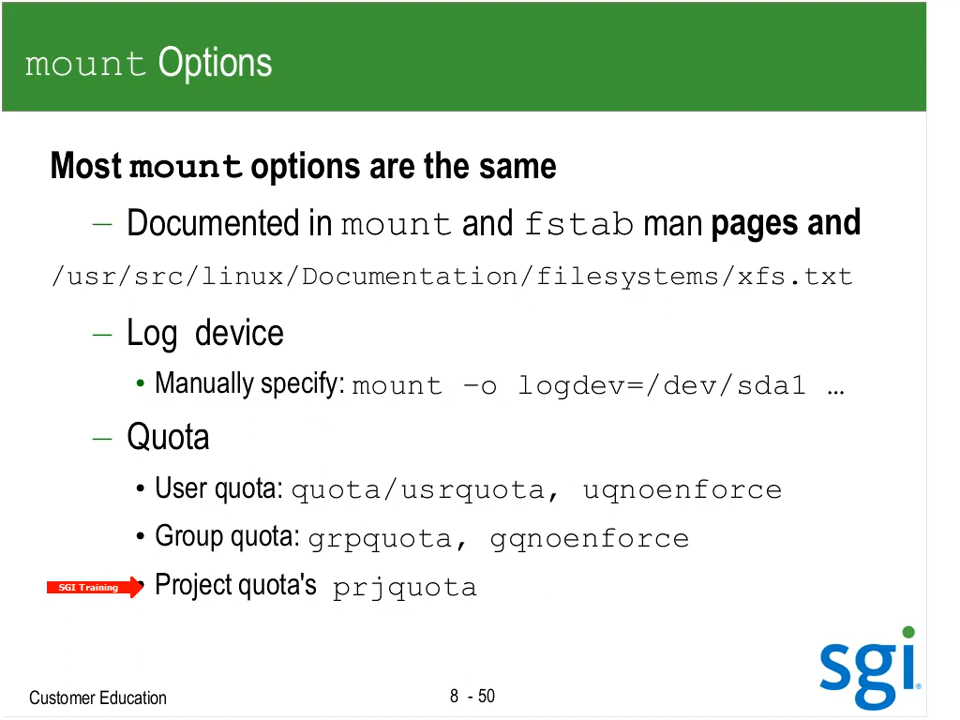 mount Options
Most mount options are the same
– Documented in mount and fstab man pages and
/usr/src/linux/Documentation/filesystems/xfs.txt
– Log device
• Manually specify: mount –o logdev=/dev/sda1 …
– Quota
• User quota: quota/usrquota, uqnoenforce
• Group quota: grpquota, gqnoenforce
SGI Training • Project quota's prjquota
sgi®
Customer Education 8 - 50